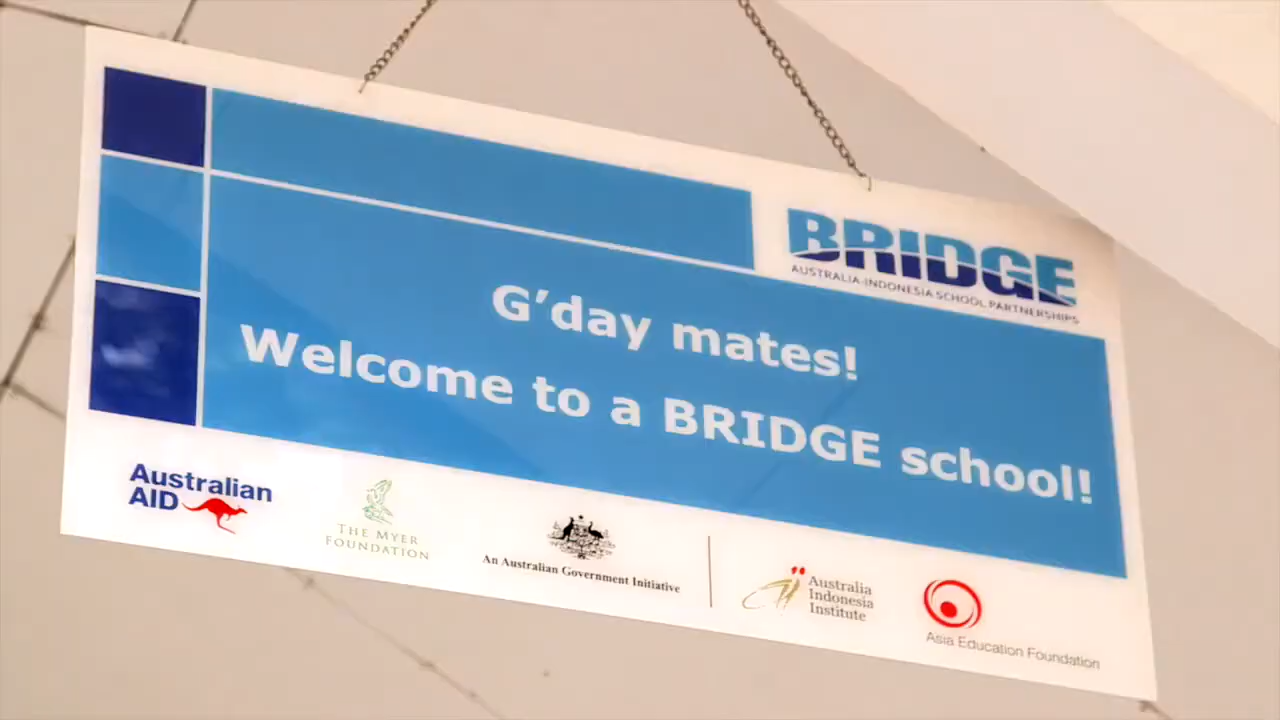 BRIDGE
AUSTRALIA-INDONESIA SCHOOL PARTNERSHIPS
G'day mates!
Welcome to a BRIDGE school!
Australian
AID
THE MYER
FOUNDATION
An Australian Government Initiative
Australia
Indonesia
Institute
Asia Education Foundation